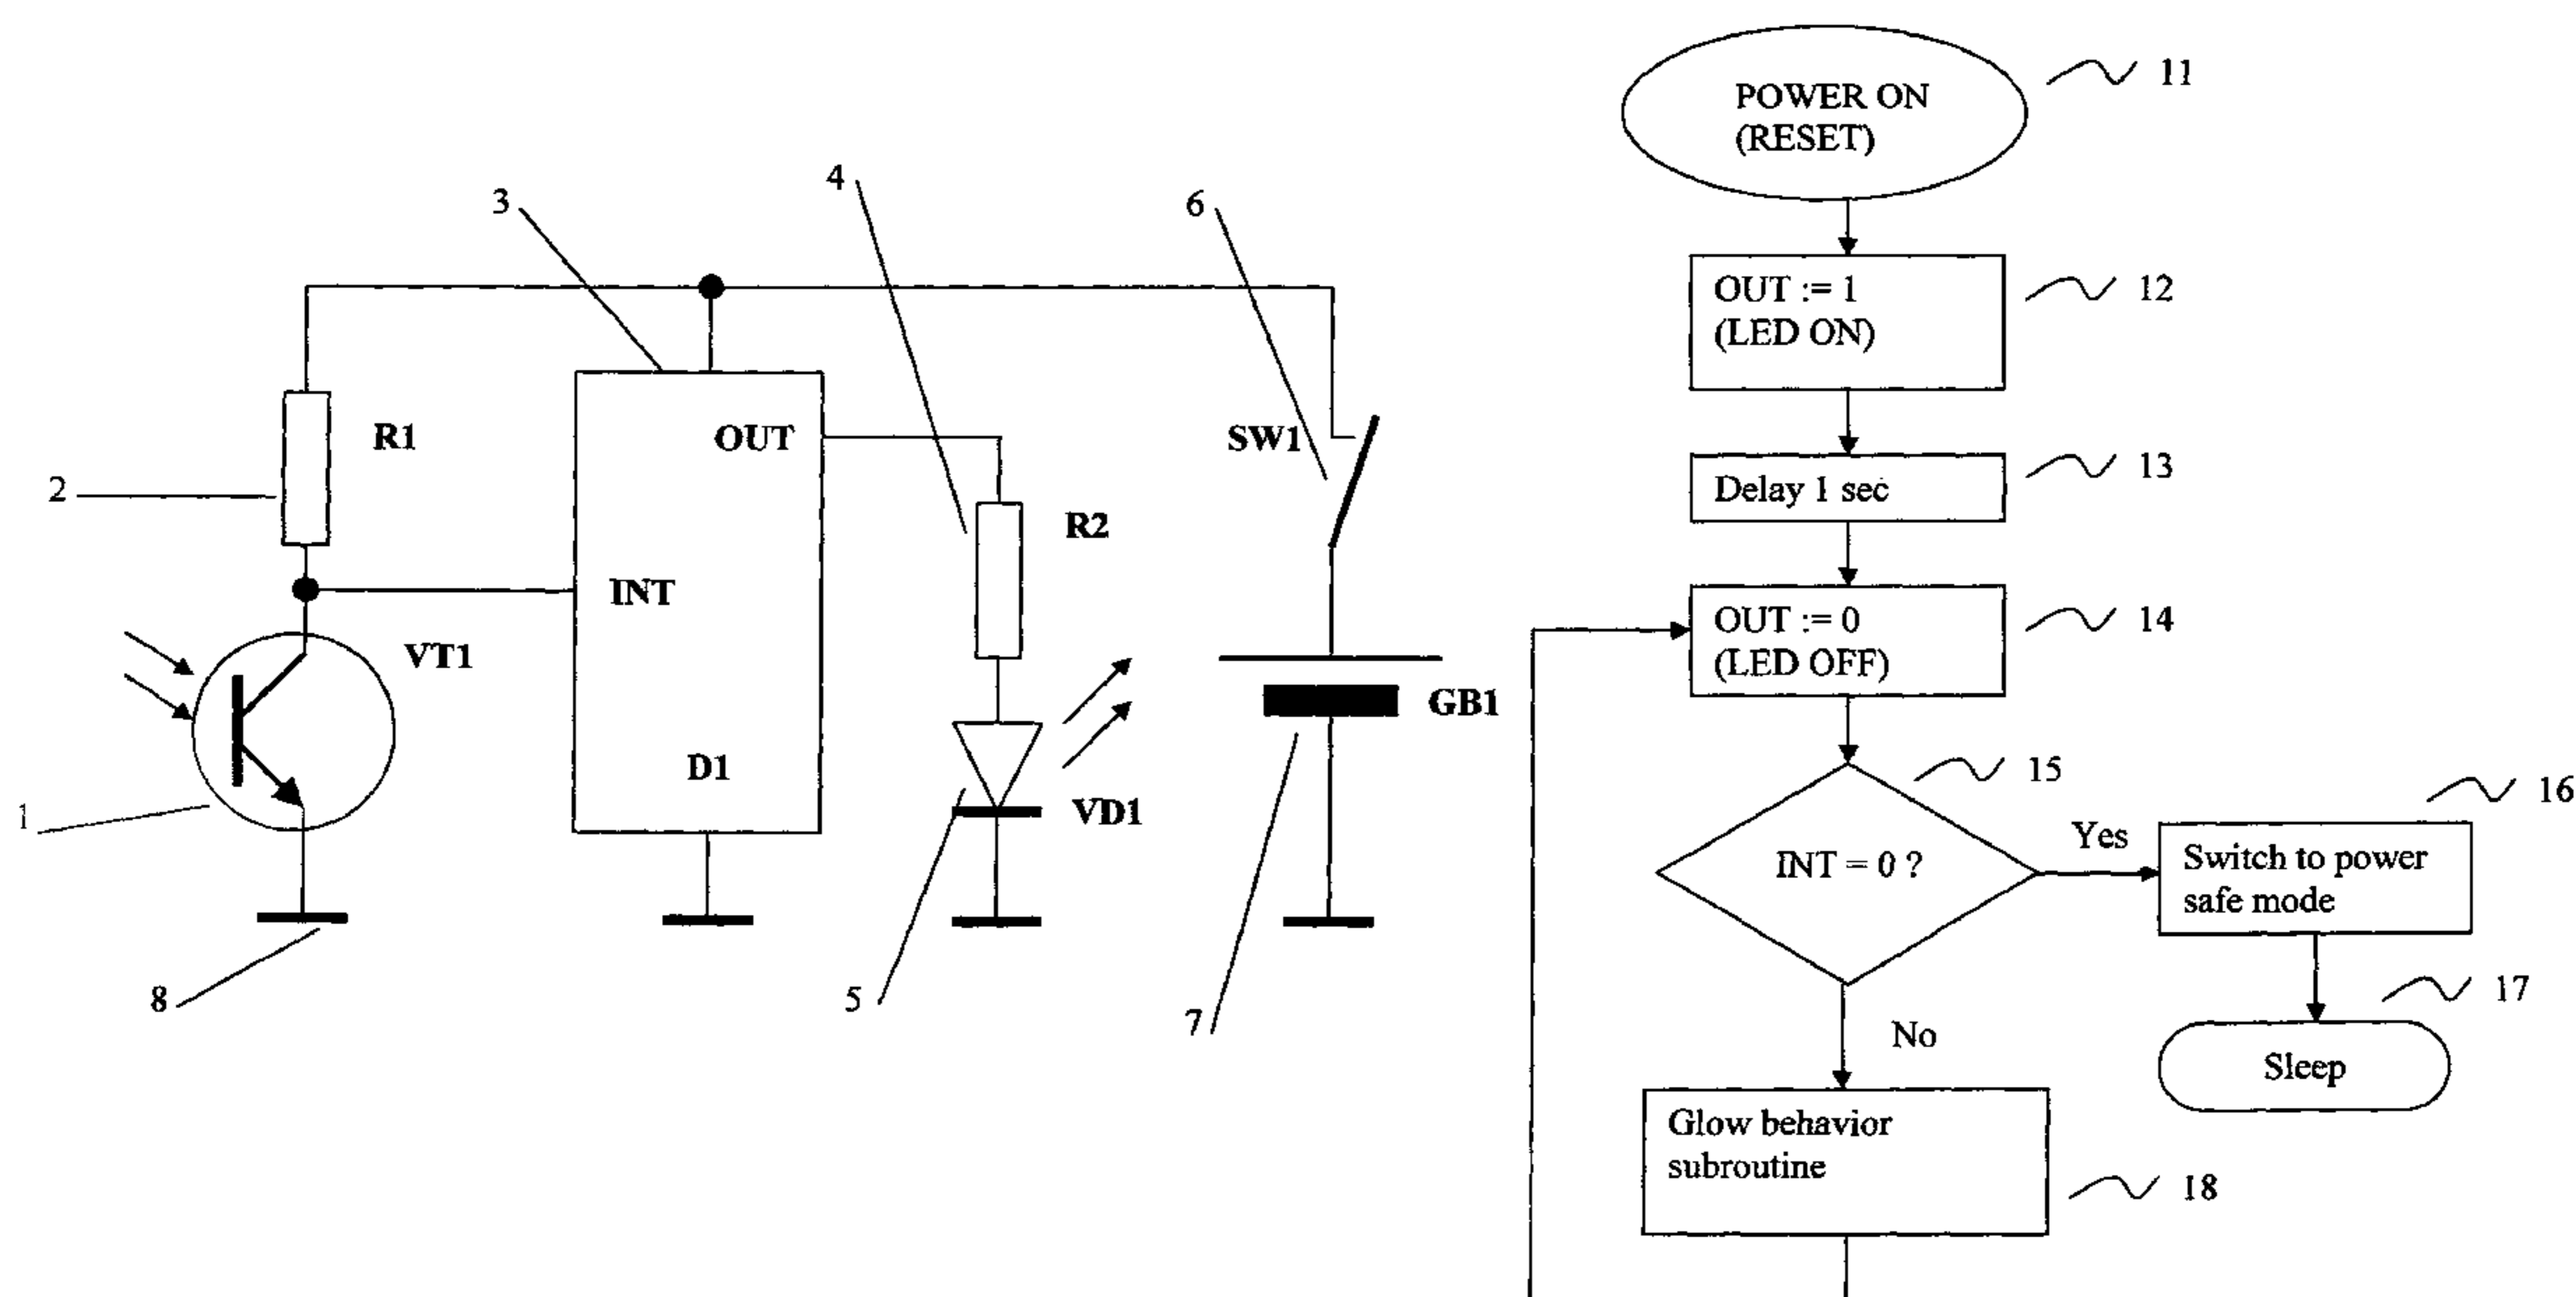 3
4
6
R1
OUT
SW1
2
R2
INT
VT1
GB1
D1
VD1
1
8
5
7
POWER ON
(RESET)
11
OUT := 1
(LED ON)
12
Delay 1 sec
13
OUT := 0
(LED OFF)
14
INT = 0 ?
15
Yes
16
Switch to power
safe mode
17
Sleep
No
Glow behavior
subroutine
18